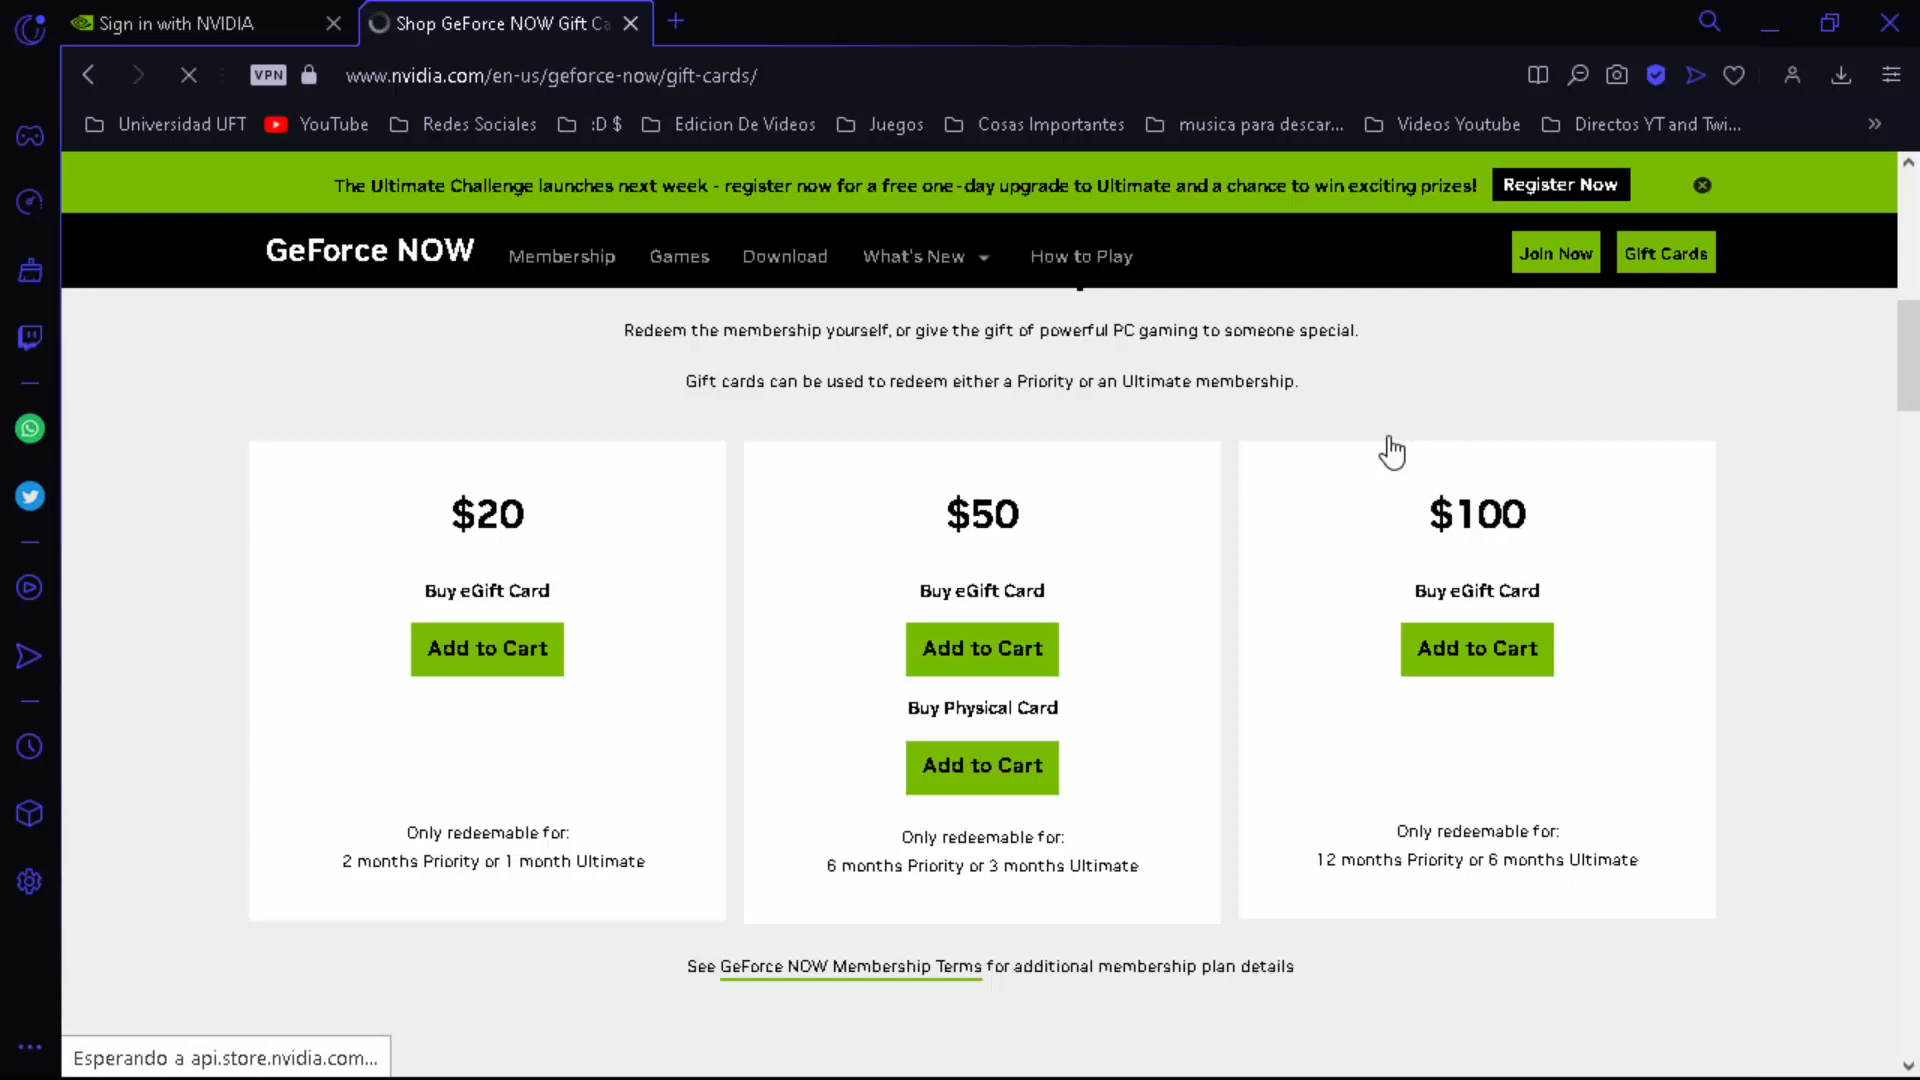 Sign in with NVIDIA
Shop GeForce NOW Gift Ca
VPN
www.nvidia.com/en-us/geforce-now/gift-cards/
Universidad UFT
YouTube
Redes Sociales
:D $
Edicion De Videos
Juegos
Cosas Importantes
musica para descar...
Videos Youtube
Directos YT and Twi...
The Ultimate Challenge launches next week - register now for a free one-day upgrade to Ultimate and a chance to win exciting prizes!
Register Now
GeForce NOW
Membership
Games
Download
What's New
How to Play
Join Now
Gift Cards
Redeem the membership yourself, or give the gift of powerful PC gaming to someone special.
Gift cards can be used to redeem either a Priority or an Ultimate membership.
$20
Buy eGift Card
Add to Cart
Only redeemable for:
2 months Priority or 1 month Ultimate
$50
Buy eGift Card
Add to Cart
Buy Physical Card
Add to Cart
Only redeemable for:
6 months Priority or 3 months Ultimate
$100
Buy eGift Card
Add to Cart
Only redeemable for:
12 months Priority or 6 months Ultimate
See GeForce NOW Membership Terms for additional membership plan details
Esperando a api.store.nvidia.com...